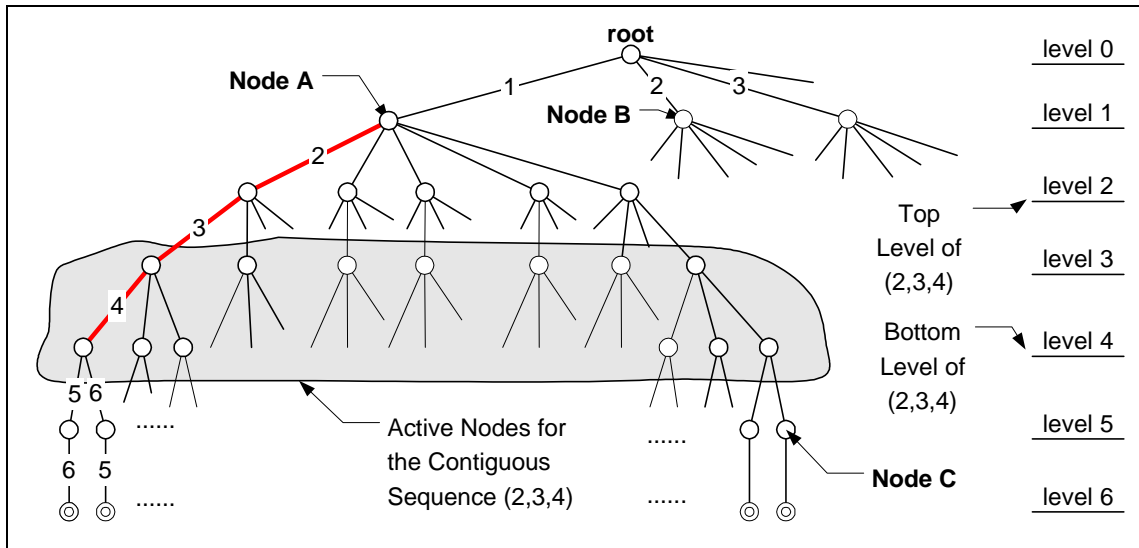 root
level 0
Node A
1
2
3
Node B
level 1
2
level 2
3
Top
Level of
(2,3,4)
level 3
4
Bottom
Level of
(2,3,4)
level 4
5 6
......
Active Nodes for
the Contiguous
Sequence (2,3,4)
......
level 5
6 5
Node C
......
......
level 6